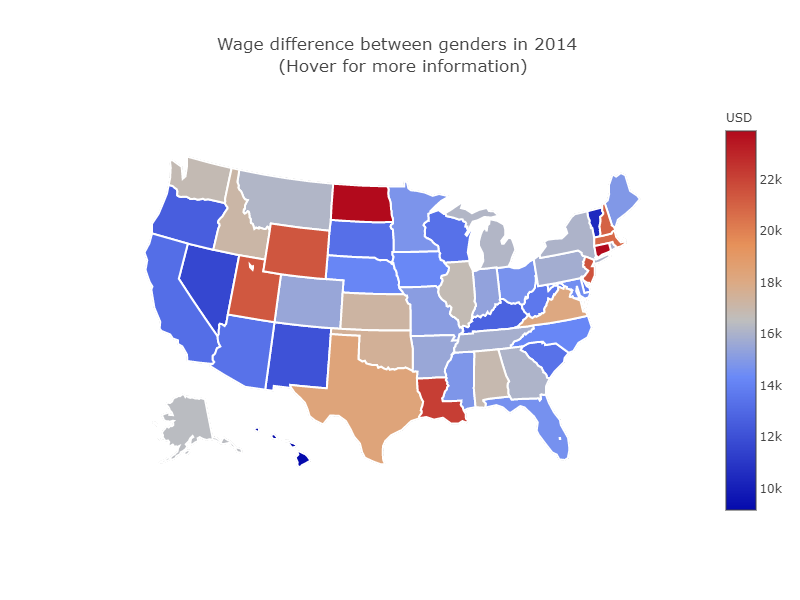 Wage difference between genders in 2014
(Hover for more information)
USD
22k
20k
18k
16k
14k
12k
10k